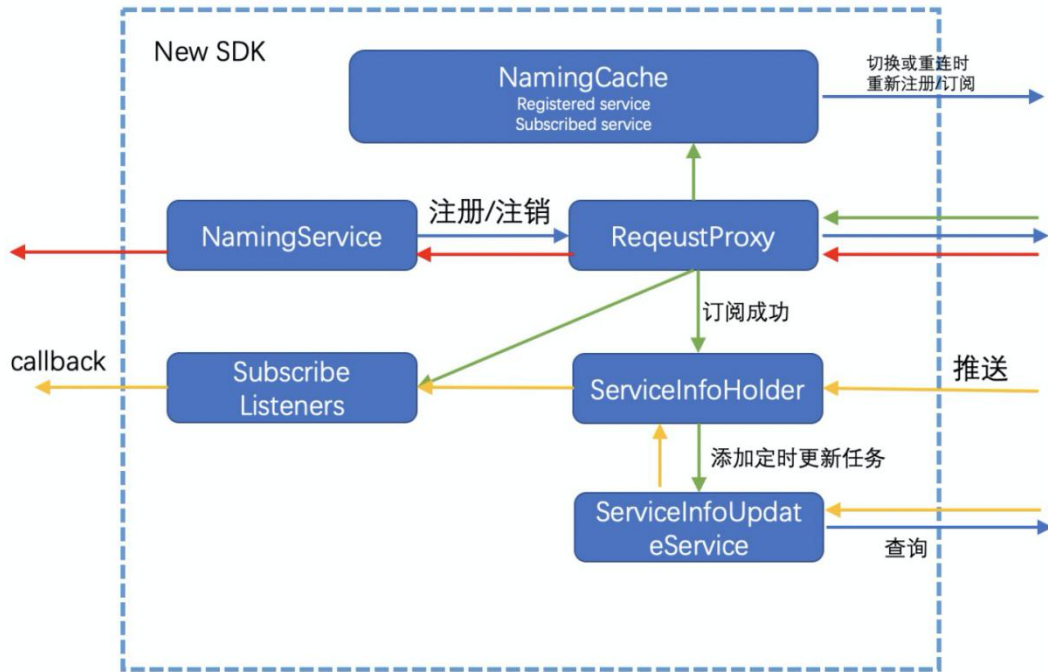 New SDK
NamingCache
Registered service
Subscribed service
切换或重连时
重新注册/订阅
NamingService
注册/注销
ReqeustProxy
订阅成功
callback
Subscribe
Listeners
ServiceInfoHolder
推送
添加定时更新任务
ServiceInfoUpdat
eService
查询